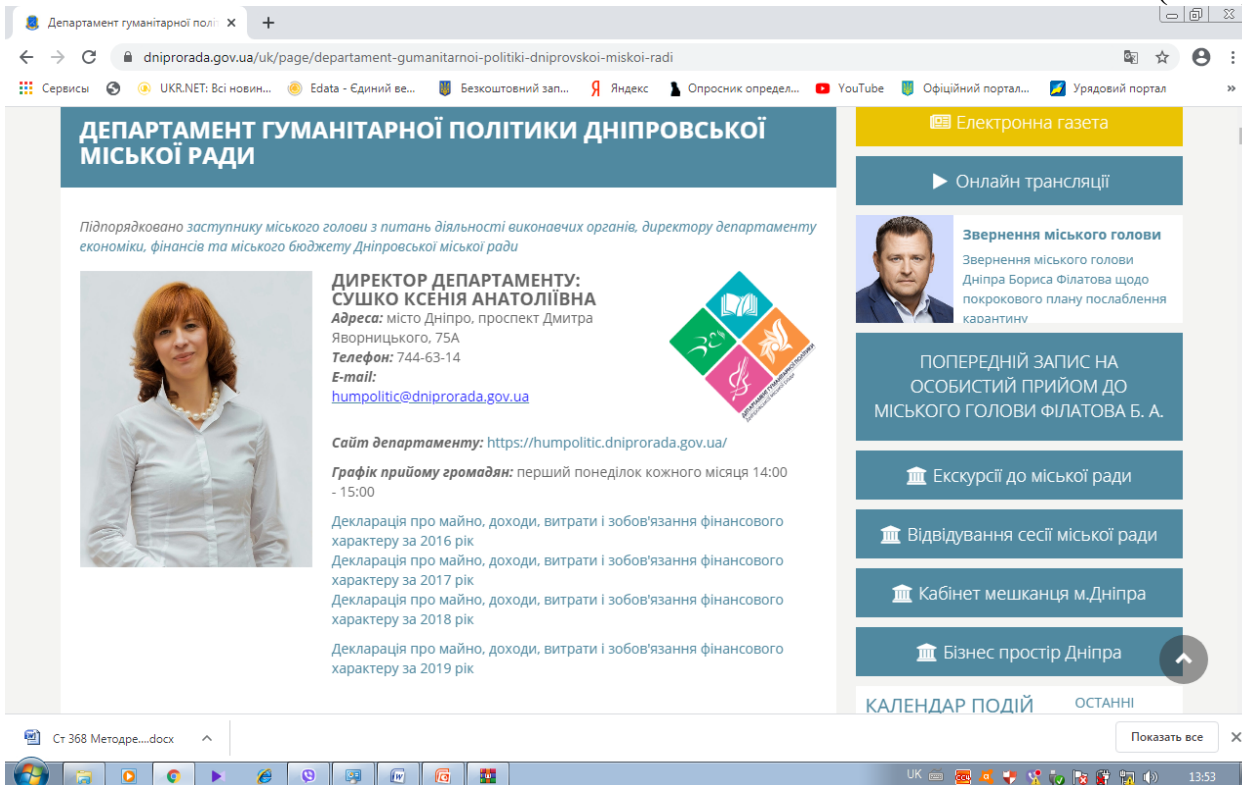 Департамент гуманітарної полі
dniprorada.gov.ua/uk/page/departament-gumanitarnoi-politiki-dniprovskoi-miskoi-radi
Сервисы
UKR.NET: Всі новин...
Edata - Єдиний ве...
Безкоштовний зап...
Яндекс
Опросник определ...
YouTube
Офіційний портал...
Урядовий портал
»
ДЕПАРТАМЕНТ ГУМАНІТАРНОЇ ПОЛІТИКИ ДНІПРОВСЬКОЇ
МІСЬКОЇ РАДИ
Підпорядковано заступнику міського голови з питань діяльності виконавчих органів, директору департаменту
економіки, фінансів та міського бюджету Дніпровської міської ради
ДИРЕКТОР ДЕПАРТАМЕНТУ:
СУШКО КСЕНІЯ АНАТОЛІЇВНА
Адреса: місто Дніпро, проспект Дмитра
Яворницького, 75А
Телефон: 744-63-14
E-mail:
humpolitic@dniprorada.gov.ua
ДЕПАРТАМЕНТ ГУМАНІТАРНОЇ ПОЛІТИКИ
Сайт департаменту: https://humpolitic.dniprorada.gov.ua/
Графік прийому громадян: перший понеділок кожного місяця 14:00
- 15:00
Декларація про майно, доходи, витрати і зобов'язання фінансового
характеру за 2016 рік
Декларація про майно, доходи, витрати і зобов'язання фінансового
характеру за 2017 рік
Декларація про майно, доходи, витрати і зобов'язання фінансового
характеру за 2018 рік
Декларація про майно, доходи, витрати і зобов'язання фінансового
характеру за 2019 рік
Електронна газета
Онлайн трансляції
Звернення міського голови
Звернення міського голови
Дніпра Бориса Філатова щодо
покрокового плану послаблення
карантину
ПОПЕРЕДНІЙ ЗАПИС НА
ОСОБИСТИЙ ПРИЙОМ ДО
МІСЬКОГО ГОЛОВИ ФІЛАТОВА Б. А.
Екскурсії до міської ради
Відвідування сесії міської ради
Кабінет мешканця м.Дніпра
Бізнес простір Дніпра
КАЛЕНДАР ПОДІЙ
ОСТАННІ
Ст 368 Методре....docx
Показать все
UK
13:53